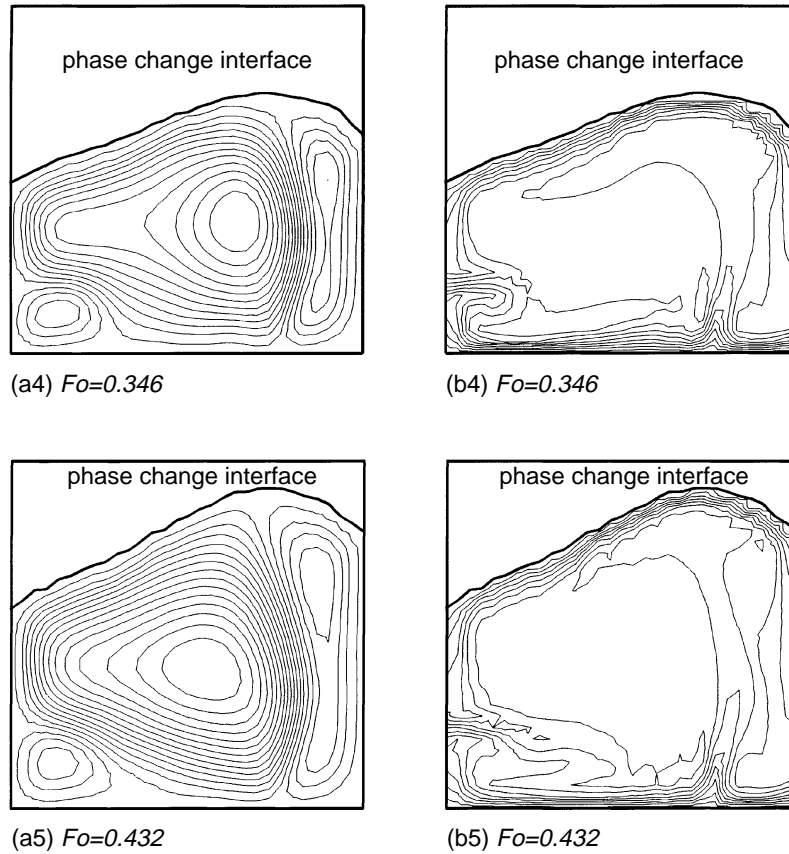 phase change interface
phase change interface
(a4) Fo=0.346
(b4) Fo=0.346
phase change interface
phase change interface
(a5) Fo=0.432
(b5) Fo=0.432